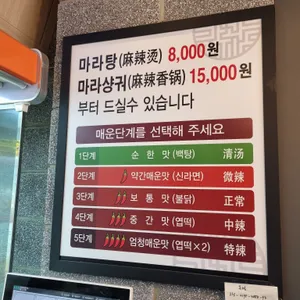 마라탕(麻辣烫) 8,000원
마라샹궈(麻辣香锅) 15,000원
부터 드실수 있습니다
매운단계를 선택해 주세요
1단계 순한맛 (백탕) 清汤
2단계 약간매운맛 (신라면) 微辣
3단계 보통맛 (불닭) 正常
4단계 중간맛 (엽떡) 中辣
5단계 엄청매운맛 (엽떡×2) 特辣